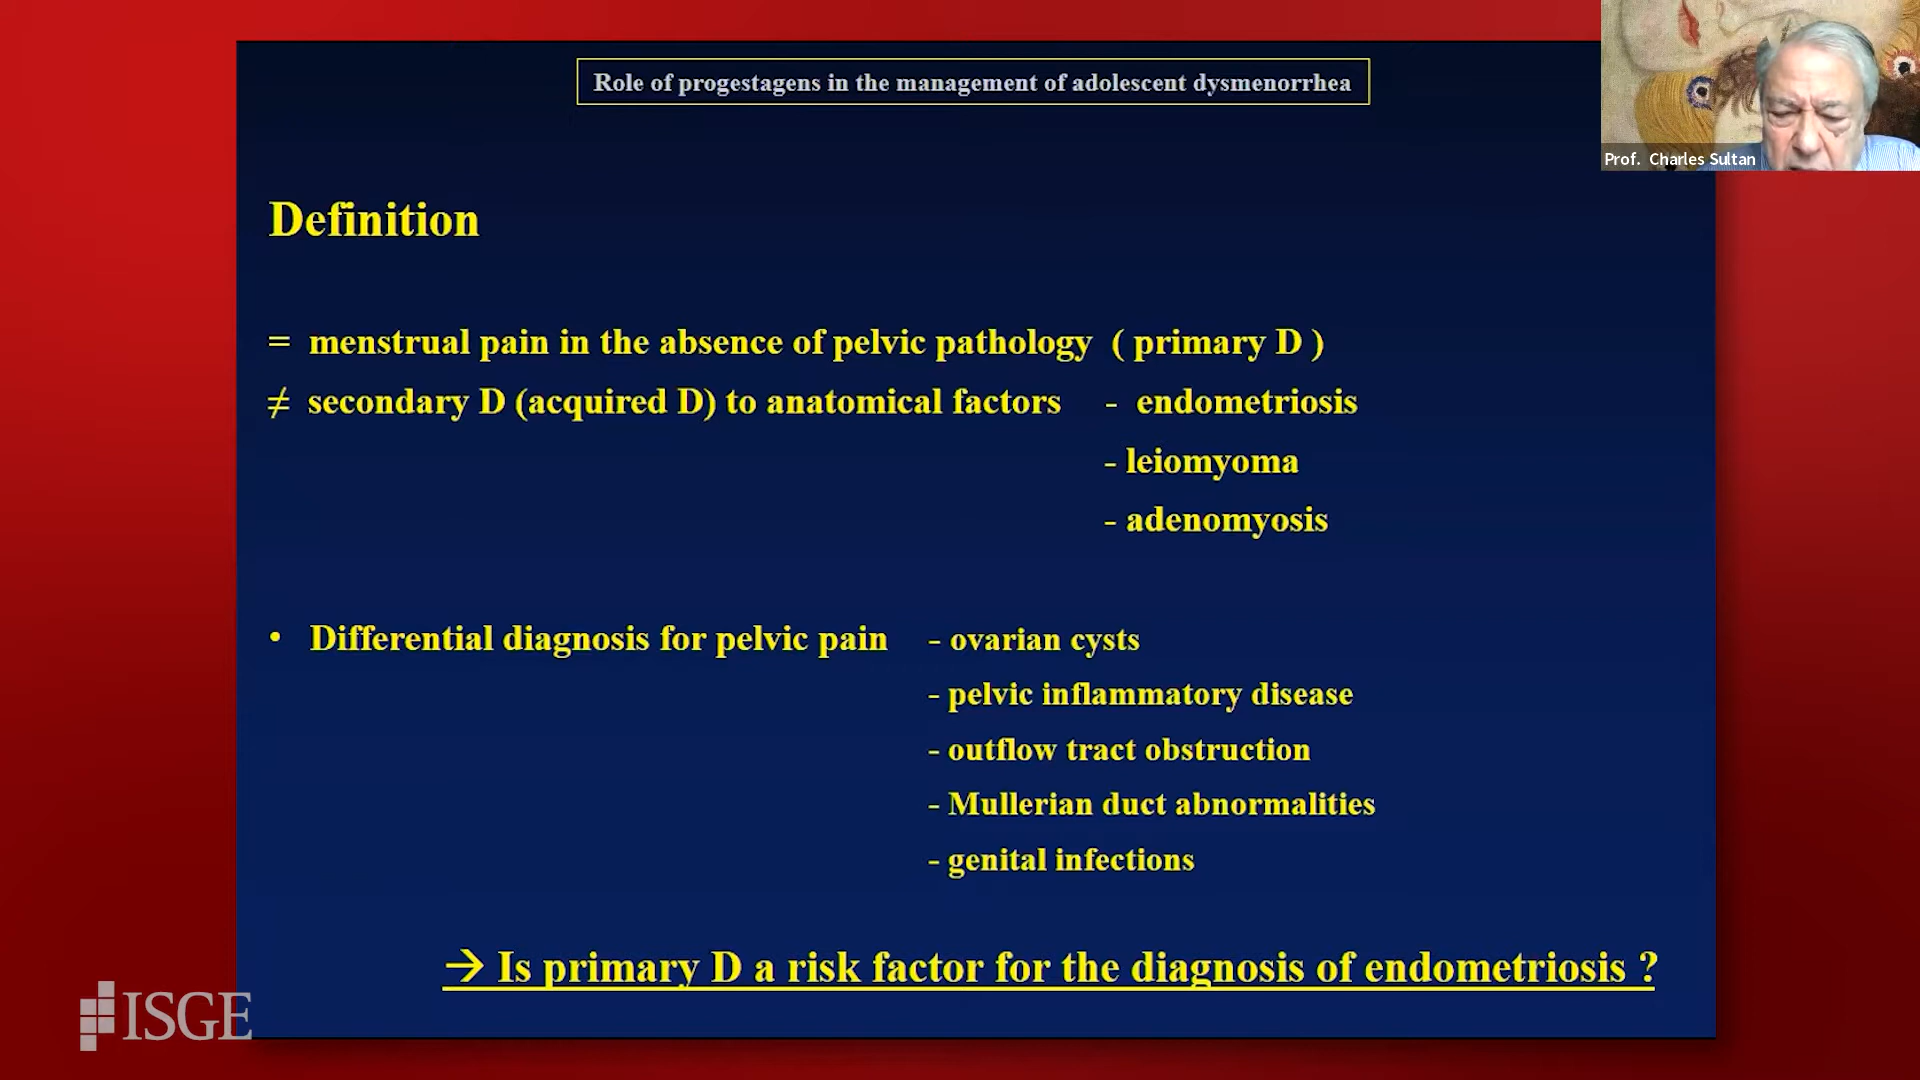 Role of progestagens in the management of adolescent dysmenorrhea
Prof. Charles Sultan
Definition
= menstrual pain in the absence of pelvic pathology ( primary D )
≠ secondary D (acquired D) to anatomical factors - endometriosis
- leiomyoma
- adenomyosis
• Differential diagnosis for pelvic pain - ovarian cysts
- pelvic inflammatory disease
- outflow tract obstruction
- Mullerian duct abnormalities
- genital infections
→ Is primary D a risk factor for the diagnosis of endometriosis ?
ISGE